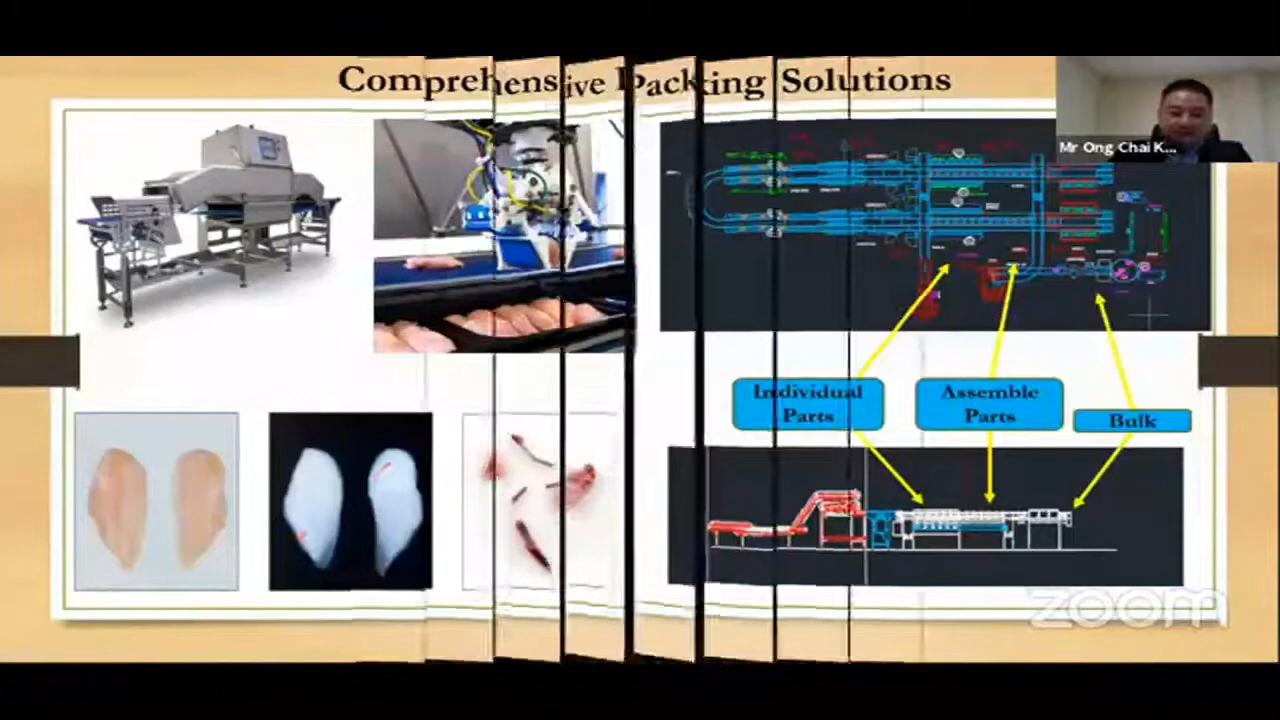 Comprehensive Packing Solutions
Mr Ong Chai K...
Individual
Parts
Assemble
Parts
Bulk
zoom